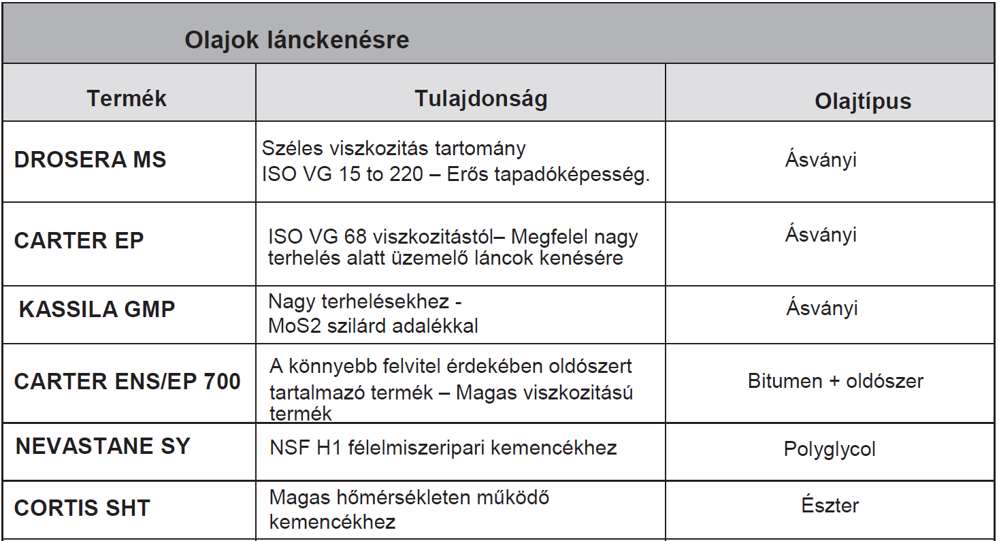 Olajok lánckenésre
Termék
Tulajdonság
Olajtípus
DROSERA MS
Széles viszkozitás tartomány
ISO VG 15 to 220 – Erős tapadóképesség.
Ásványi
CARTER EP
ISO VG 68 viszkozitástól– Megfelel nagy
terhelés alatt üzemelő láncok kenésére
Ásványi
KASSILA GMP
Nagy terhelésekhez -
MoS2 szilárd adalékkal
Ásványi
CARTER ENS/EP 700
A könnyebb felvitel érdekében oldószert
tartalmazó termék – Magas viszkozitású
termék
Bitumen + oldószer
NEVASTANE SY
NSF H1 félelmiszeripari kemencékhez
Polyglycol
CORTIS SHT
Magas hőmérsékleten működő
kemencékhez
Észter